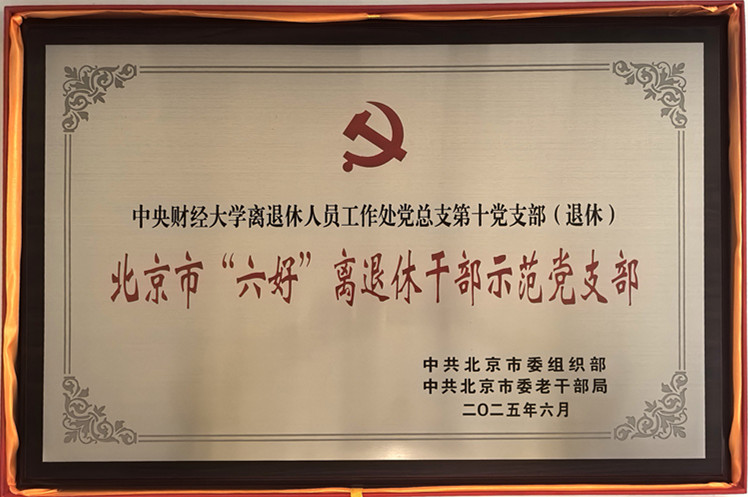 中央财经大学离退休人员工作处党总支第十党支部（退休）
北京市“六好”离退休干部示范党支部
中共北京市委组织部
中共北京市委老干部局
二〇二五年六月